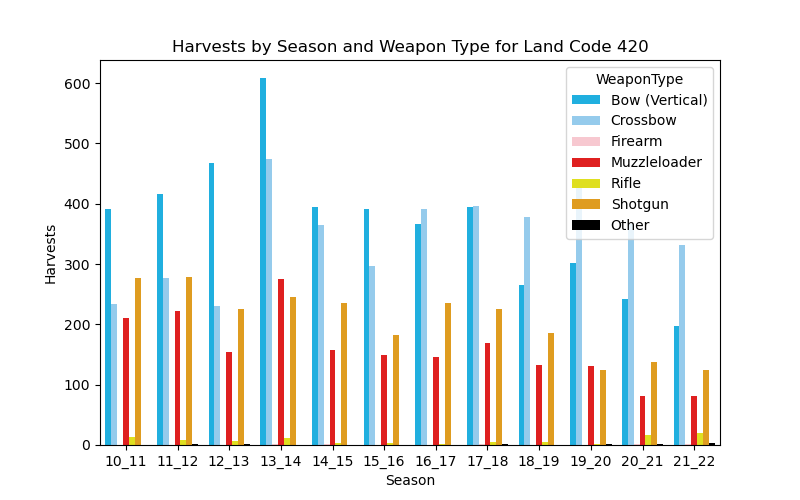 Harvests by Season and Weapon Type for Land Code 420
WeaponType
Bow (Vertical)
Crossbow
Firearm
Muzzleloader
Rifle
Shotgun
Other
600
500
400
300
200
100
0
Harvests
10_11 11_12 12_13 13_14 14_15 15_16 16_17 17_18 18_19 19_20 20_21 21_22
Season